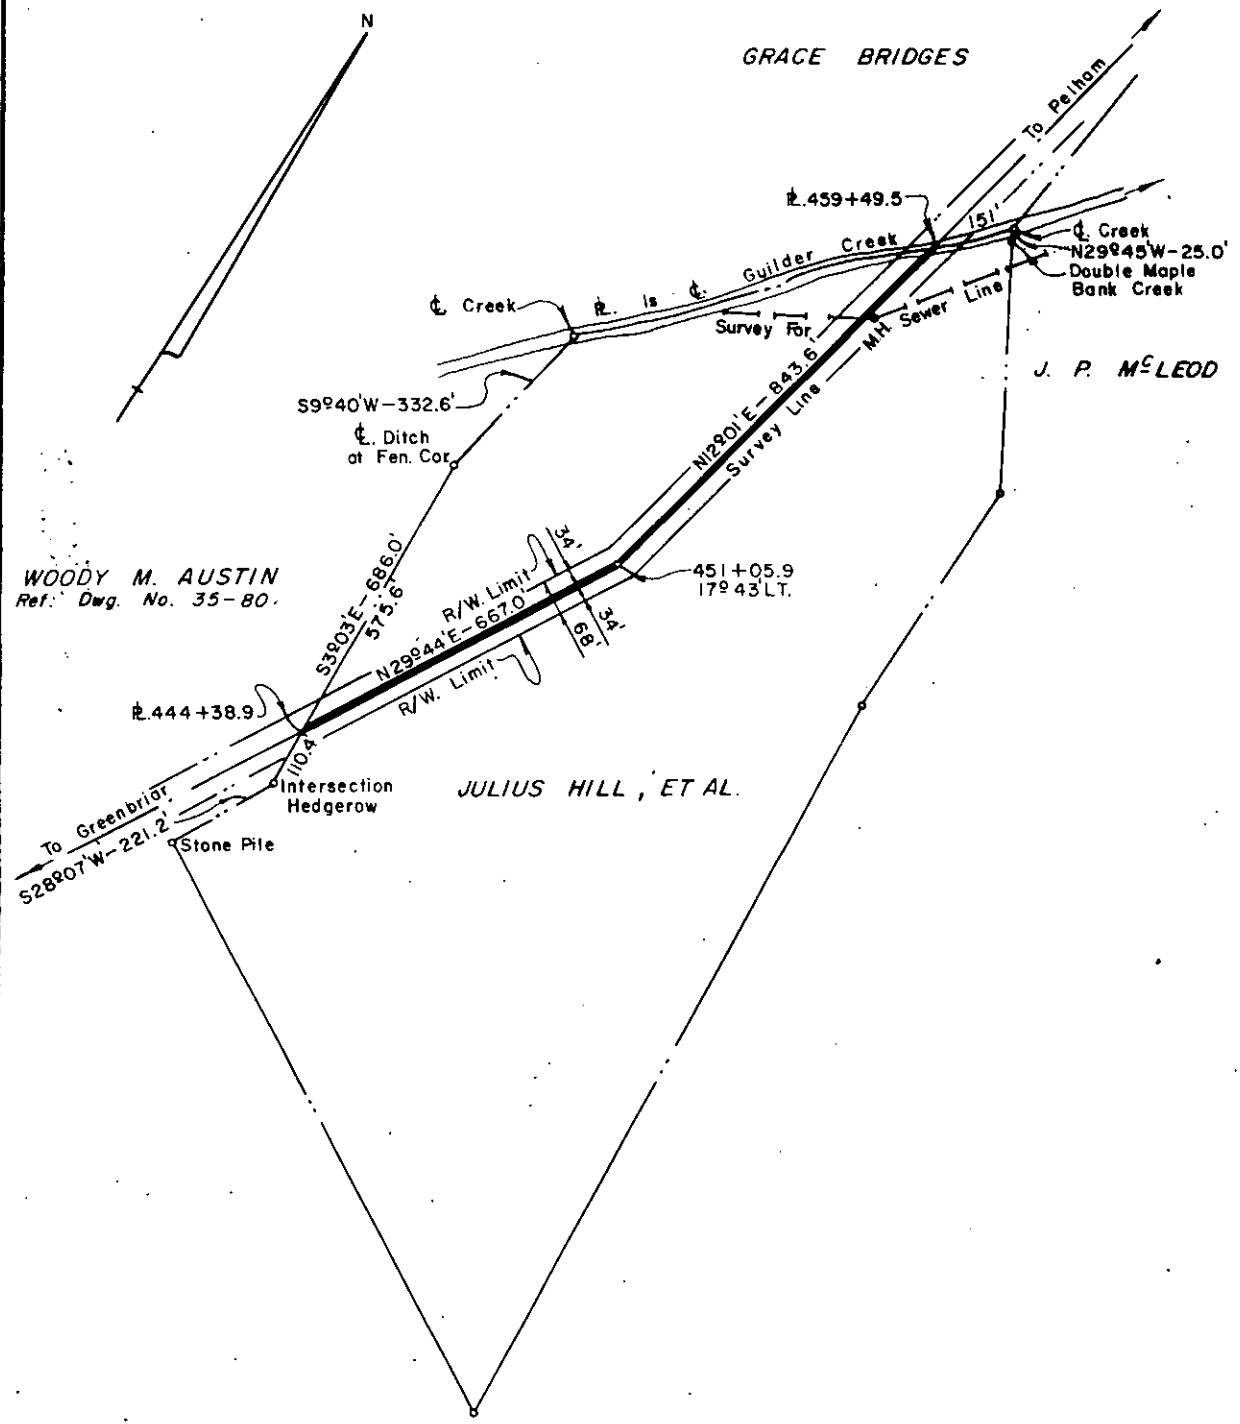 N
GRACE BRIDGES
To Pelham
℄ 459+49.5
151'
℄ Creek
N29°45'W-25.0'
Double Maple
Bank Creek
Guilder Creek
℄ Creek
is ℄
Survey For M.H. Sewer Line
J. P. McLEOD
S9°40'W-332.6'
℄ Ditch
at Fen. Cor.
N12°01'E-843.6'
Survey Line
34'
WOODY M. AUSTIN
Ref: Dwg. No. 35-80.
S3°03'E-686.0'
575.6'
R/W. Limit
N29°44'E-667.0'
34'
68'
451+05.9
17°43'LT.
R/W. Limit
444+38.9
110.4'
Intersection
Hedgerow
JULIUS HILL, ET AL.
To Greenbriar
S28°07'W-221.2'
Stone Pile